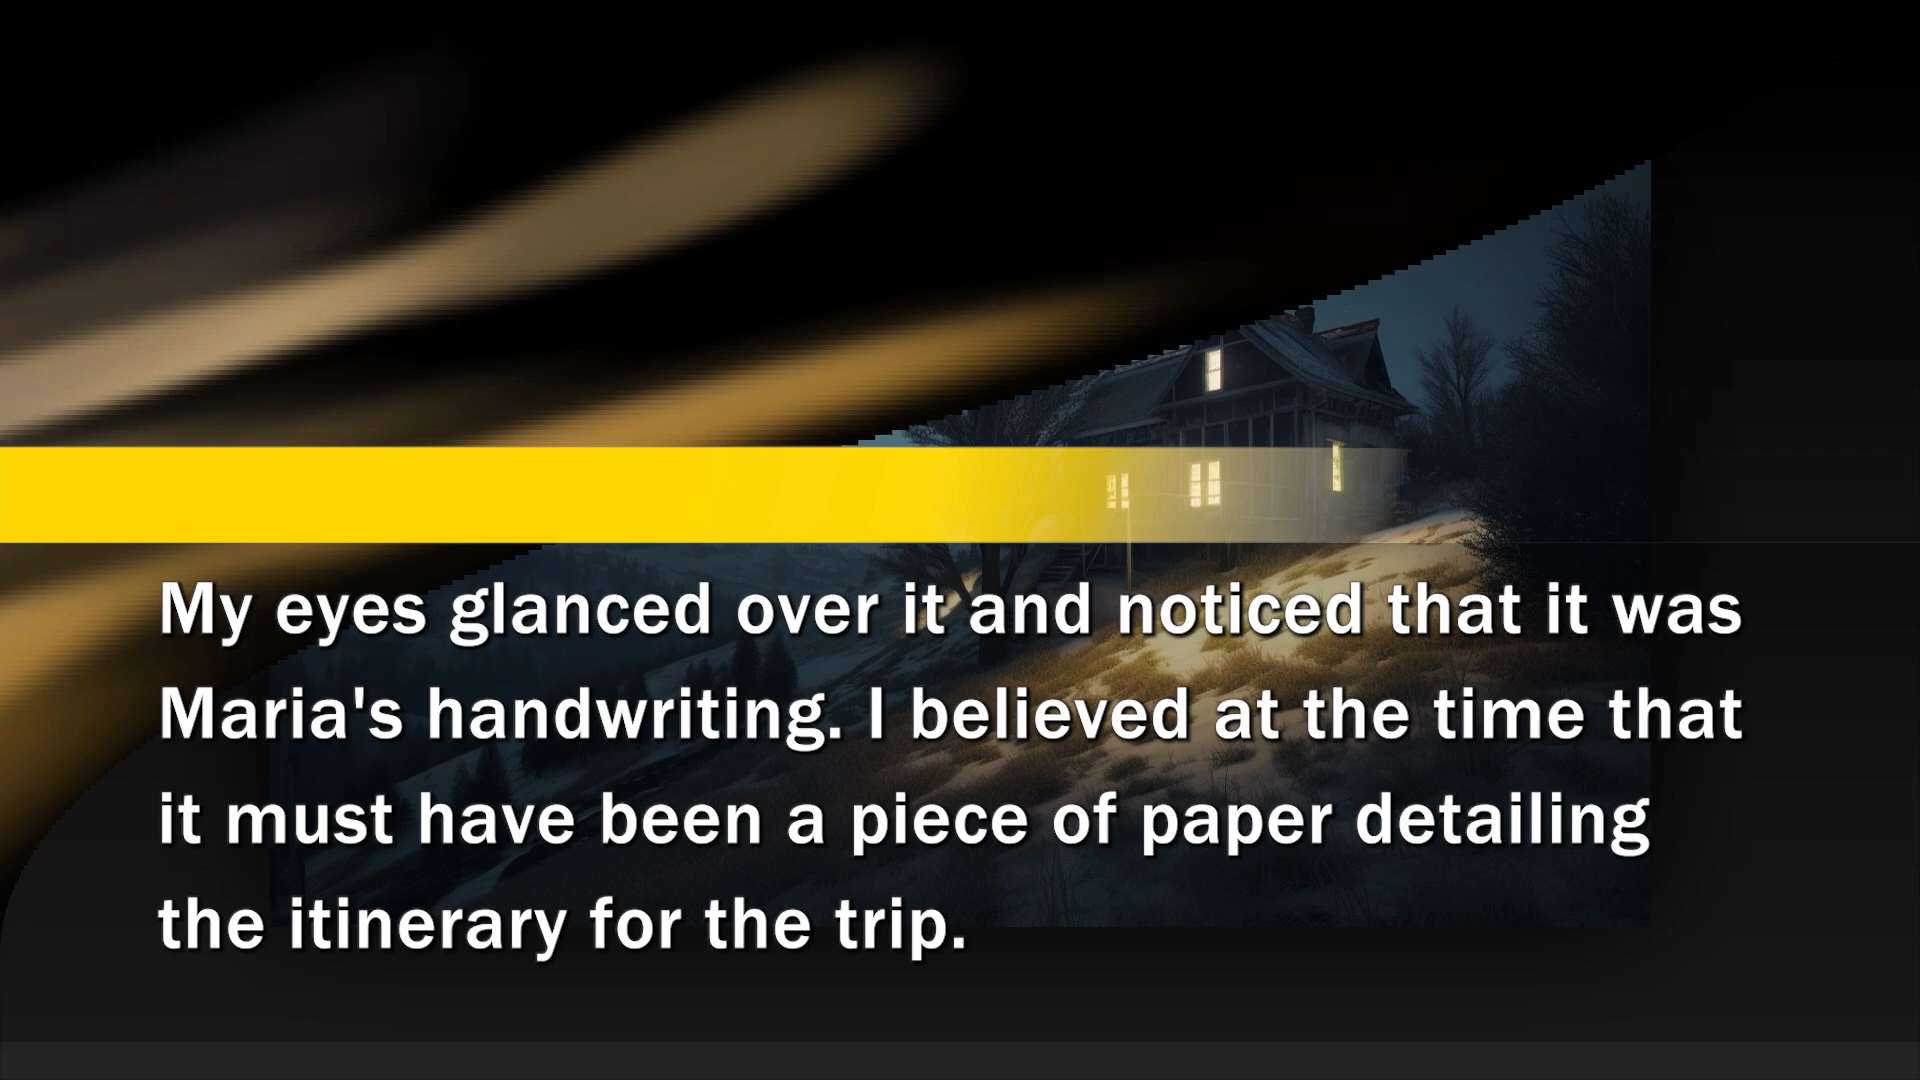 My eyes glanced over it and noticed that it was
Maria's handwriting. I believed at the time that
it must have been a piece of paper detailing
the itinerary for the trip.